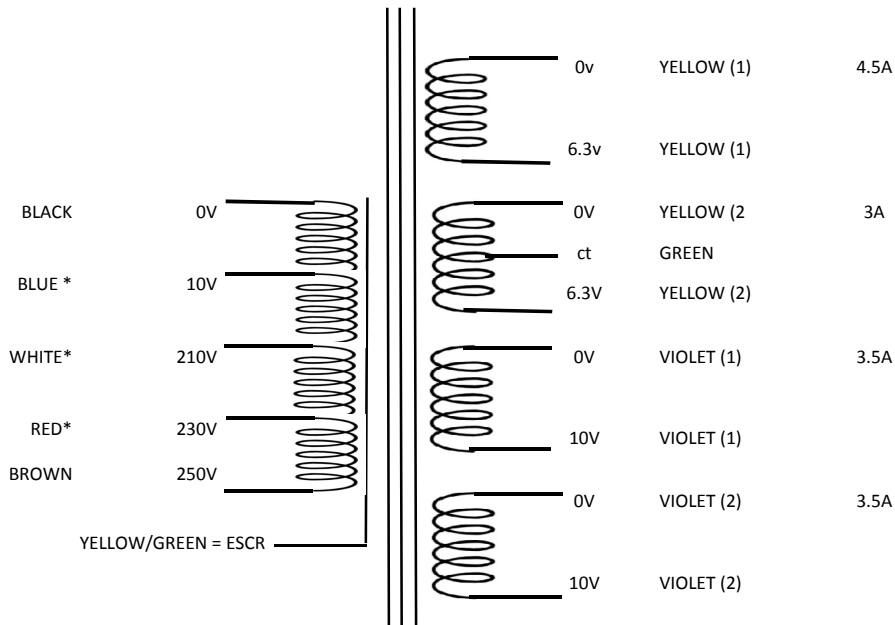 0v YELLOW (1) 4.5A
6.3v YELLOW (1)
BLACK 0V
0V YELLOW (2 3A
ct GREEN
BLUE * 10V
6.3V YELLOW (2)
WHITE* 210V
0V VIOLET (1) 3.5A
RED* 230V
10V VIOLET (1)
BROWN 250V
0V VIOLET (2) 3.5A
YELLOW/GREEN = ESCR
10V VIOLET (2)